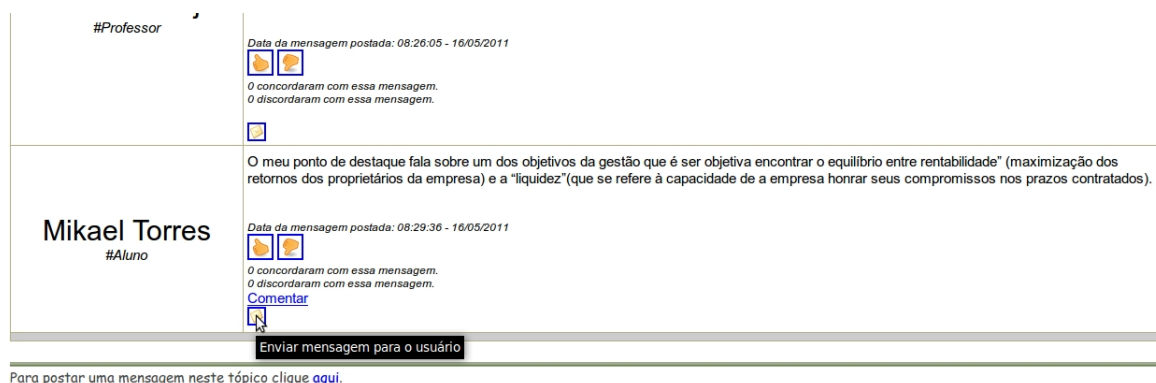 #Professor
Data da mensagem postada: 08:26:05 - 16/05/2011
0 concordaram com essa mensagem.
0 discordaram com essa mensagem.
O meu ponto de destaque fala sobre um dos objetivos da gestão que é ser objetiva encontrar o equilíbrio entre rentabilidade” (maximização dos
retornos dos proprietários da empresa) e a “liquidez”(que se refere à capacidade de a empresa honrar seus compromissos nos prazos contratados).
Mikael Torres
#Aluno
Data da mensagem postada: 08:29:36 - 16/05/2011
0 concordaram com essa mensagem.
0 discordaram com essa mensagem.
Comentar
Enviar mensagem para o usuário
Para postar uma mensagem neste tópico clique aqui.